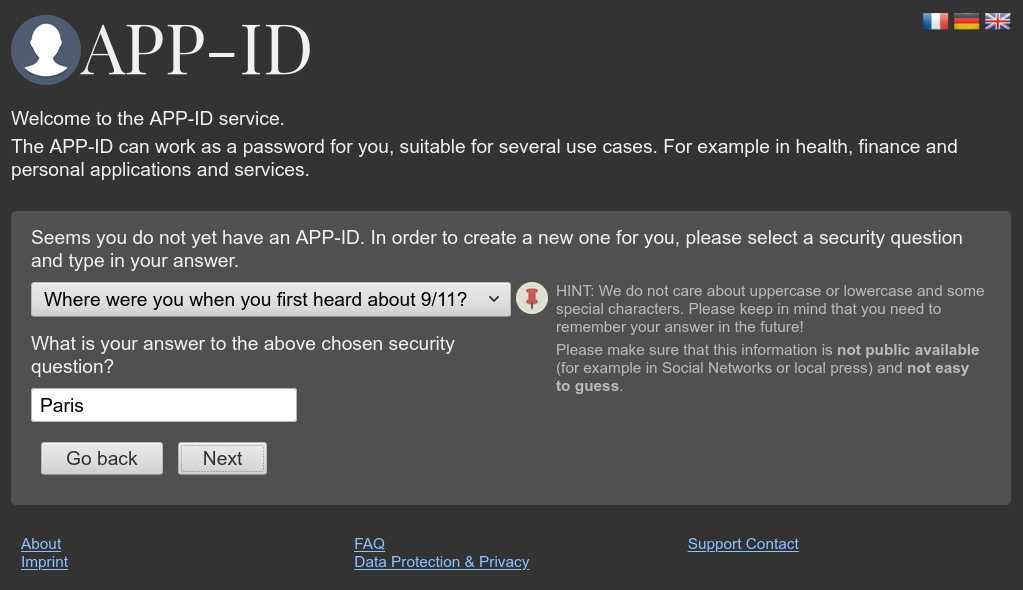 APP-ID
Welcome to the APP-ID service.
The APP-ID can work as a password for you, suitable for several use cases. For example in health, finance and
personal applications and services.
Seems you do not yet have an APP-ID. In order to create a new one for you, please select a security question
and type in your answer.
Where were you when you first heard about 9/11?
HINT: We do not care about uppercase or lowercase and some
special characters. Please keep in mind that you need to
remember your answer in the future!
Please make sure that this information is not public available
(for example in Social Networks or local press) and not easy
to guess.
What is your answer to the above chosen security
question?
Paris
Go back Next
About FAQ Support Contact
Imprint Data Protection & Privacy